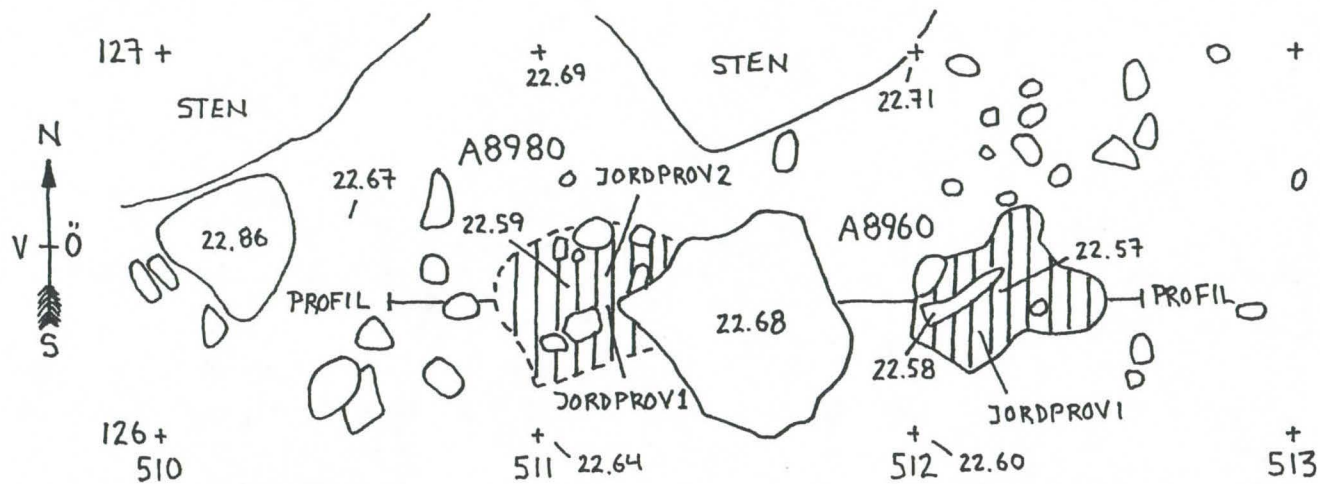 127 +
+
22.69
STEN
+
22.71
+
STEN
N
V Ö
S
22.67
A8980
JORDPROV2
22.59
22.86
A8960
22.57
PROFIL
PROFIL
22.68
22.58
JORDPROV1
JORDPROV1
126 +
510
+
511
22.64
+
512
22.60
+
513